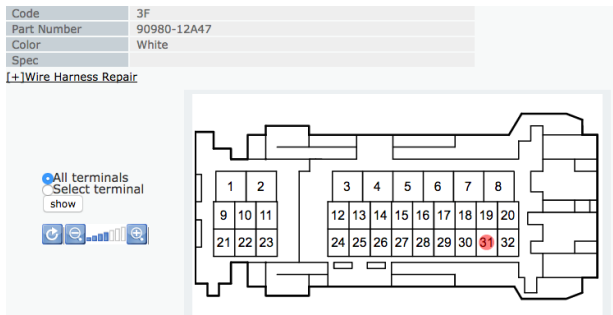 Code 3F
Part Number 90980-12A47
Color White
Spec
[+]Wire Harness Repair
All terminals
Select terminal
show
1 2 3 4 5 6 7 8
9 10 11 12 13 14 15 16 17 18 19 20
21 22 23 24 25 26 27 28 29 30 31 32